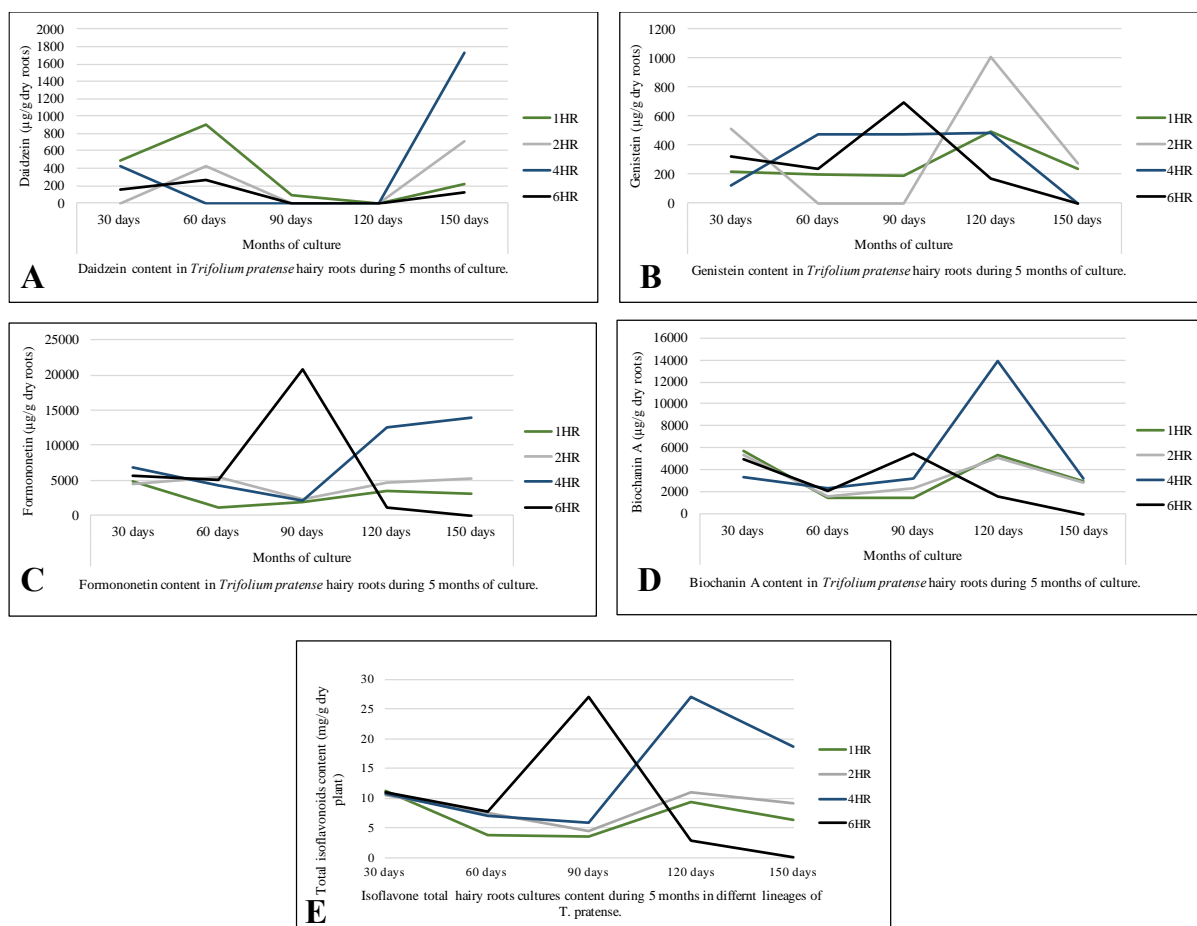 2000
1800
1600
1400
1200
1000
800
600
400
200
0
Daidzein (µg/g dry roots)
30 days 60 days 90 days 120 days 150 days
Months of culture
1HR
2HR
4HR
6HR
A
Daidzein content in Trifolium pratense hairy roots during 5 months of culture.
1200
1000
800
600
400
200
0
Genistein (µg/g dry roots)
30 days 60 days 90 days 120 days 150 days
Months of culture
1HR
2HR
4HR
6HR
B
Genistein content in Trifolium pratense hairy roots during 5 months of culture.
25000
20000
15000
10000
5000
0
Formononetin (µg/g dry roots)
30 days 60 days 90 days 120 days 150 days
Months of culture
1HR
2HR
4HR
6HR
C
Formononetin content in Trifolium pratense hairy roots during 5 months of culture.
16000
14000
12000
10000
8000
6000
4000
2000
0
Biochanin A (µg/g dry roots)
30 days 60 days 90 days 120 days 150 days
Months of culture
1HR
2HR
4HR
6HR
D
Biochanin A content in Trifolium pratense hairy roots during 5 months of culture.
30
25
20
15
10
5
0
Total isoflavonoids content (mg/g dry
plant)
30 days 60 days 90 days 120 days 150 days
1HR
2HR
4HR
6HR
E
Isoflavone total hairy roots cultures content during 5 months in differnt lineages of
T. pratense.